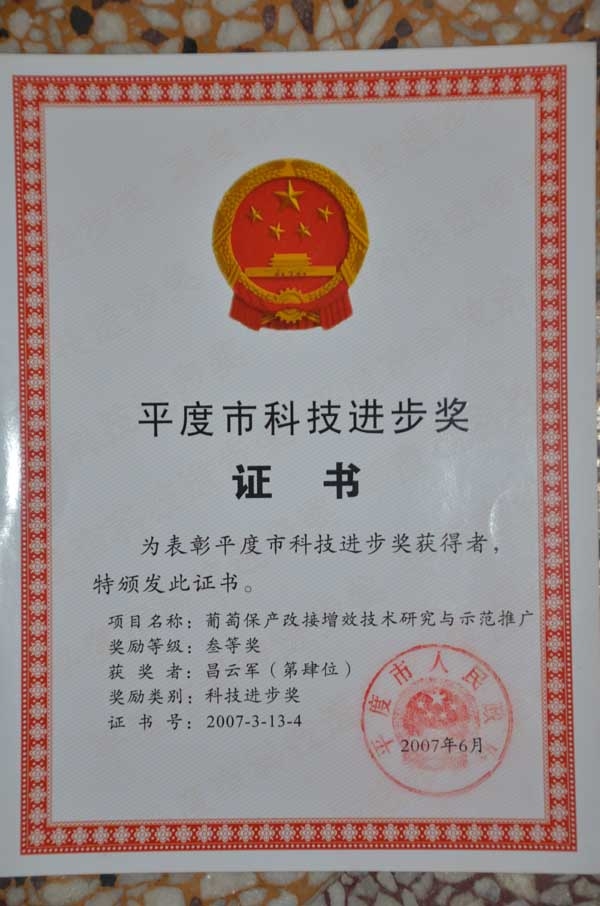 平度市科技进步奖
证 书
为表彰平度市科技进步奖获得者，
特颁发此证书。
项目名称：葡萄保产改接增效技术研究与示范推广
奖励等级：叁等奖
获 奖 者：昌云军（第肆位）
奖励类别：科技进步奖
证 书 号：2007-3-13-4
平度市人民政
2007年6月